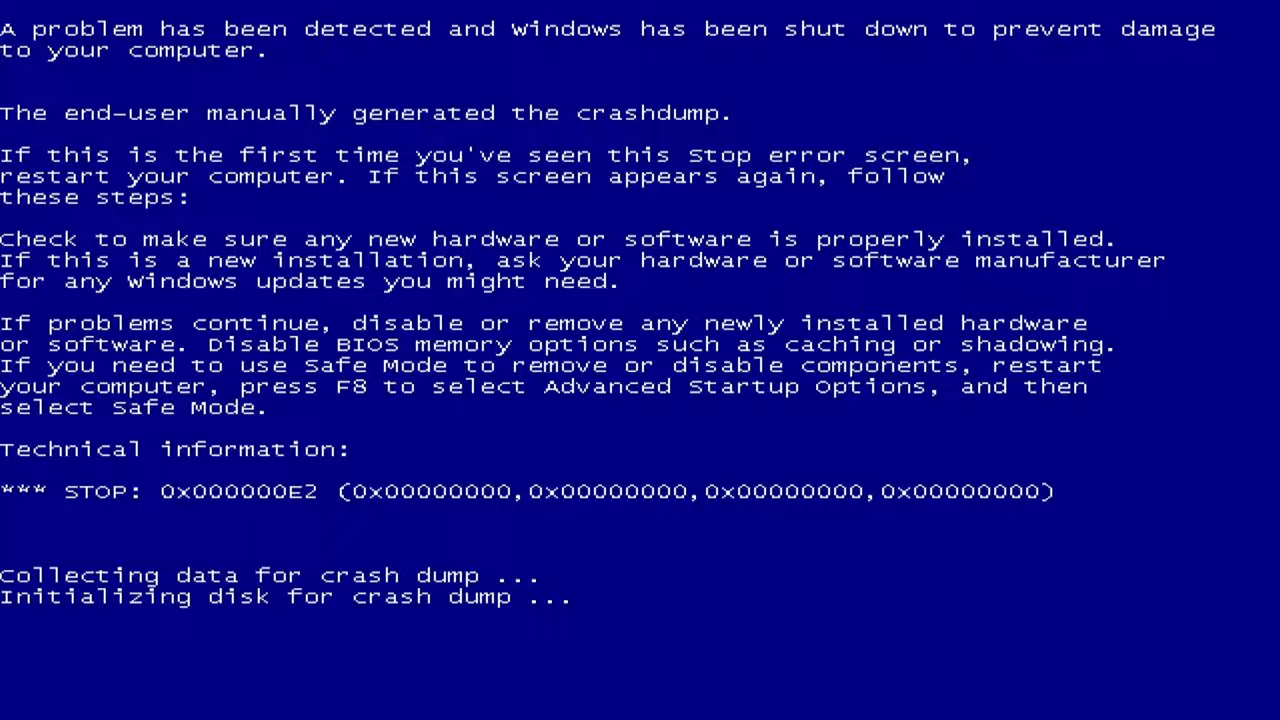 A problem has been detected and Windows has been shut down to prevent damage
to your computer.
The end-user manually generated the crashdump.
If this is the first time you've seen this Stop error screen,
restart your computer. If this screen appears again, follow
these steps:
Check to make sure any new hardware or software is properly installed.
If this is a new installation, ask your hardware or software manufacturer
for any Windows updates you might need.
If problems continue, disable or remove any newly installed hardware
or software. Disable BIOS memory options such as caching or shadowing.
If you need to use Safe Mode to remove or disable components, restart
your computer, press F8 to select Advanced Startup Options, and then
select Safe Mode.
Technical information:
*** STOP: 0x000000E2 (0x00000000,0x00000000,0x00000000,0x00000000)
Collecting data for crash dump ...
Initializing disk for crash dump ...